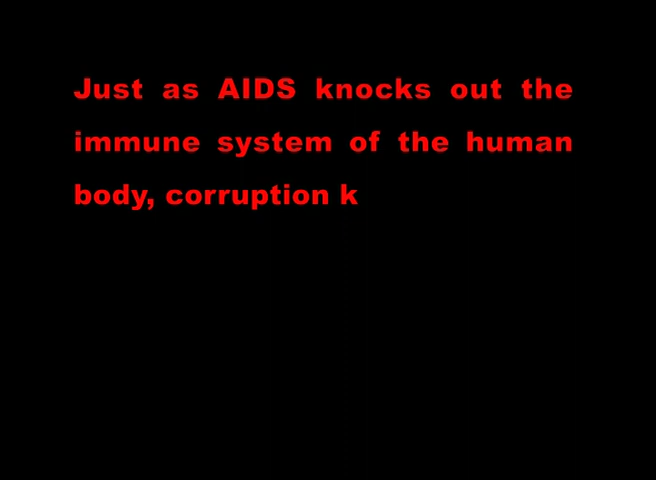 Just as AIDS knocks out the
immune system of the human
body, corruption k